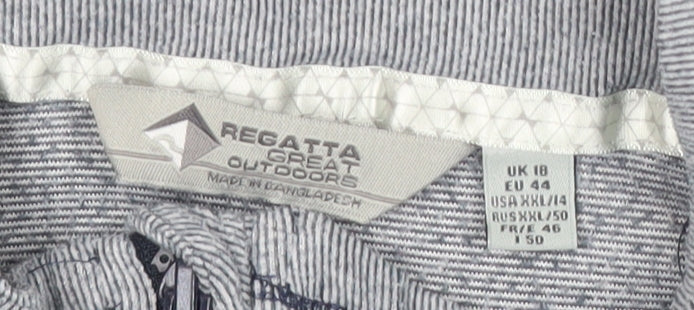 REGATTA
GREAT
OUTDOORS
MADE IN BANGLADESH
UK 18
EU 44
USA XXL/14
RUS XXL/50
FR/E 46
I 50